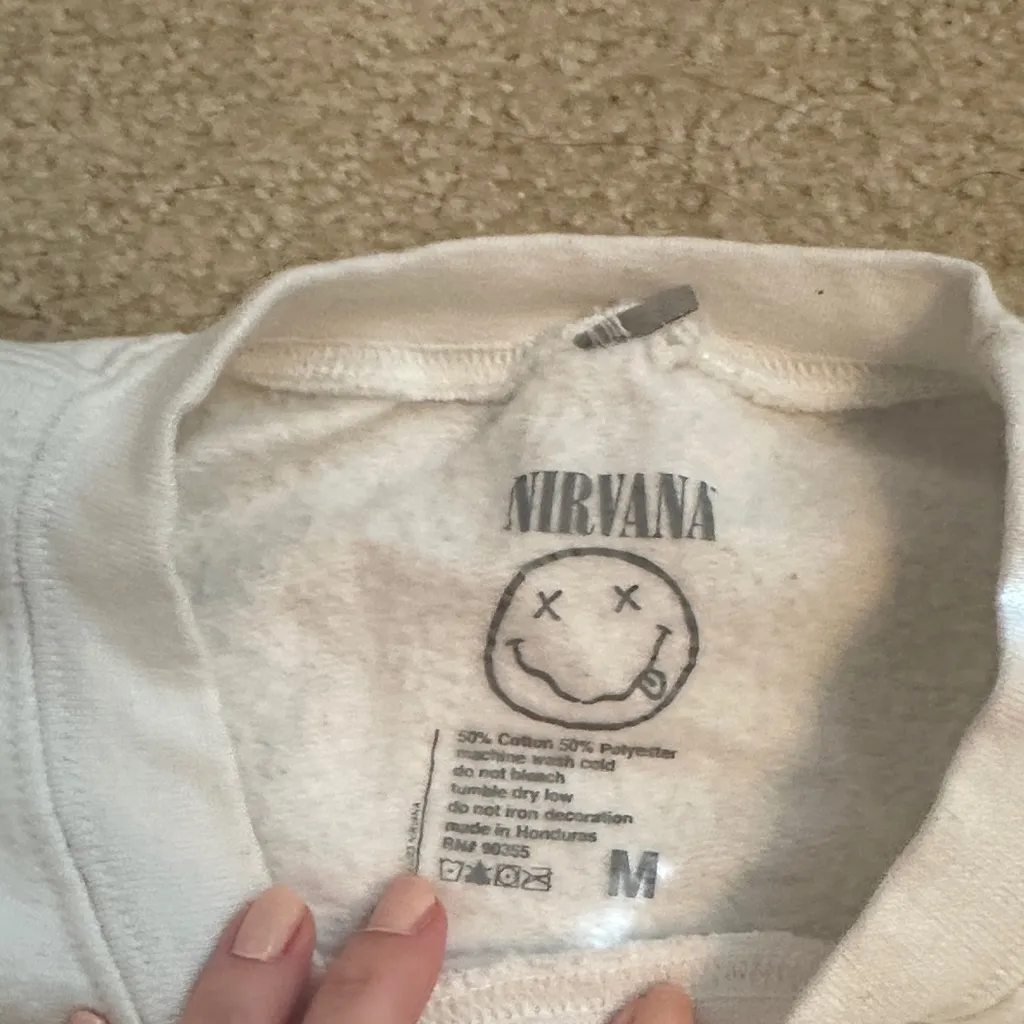 NIRVANA
50% Cotton 50% Polyester
machine wash cold
do not bleach
tumble dry low
do not iron decoration
made in Honduras
RN# 90355
M
NIRVANA